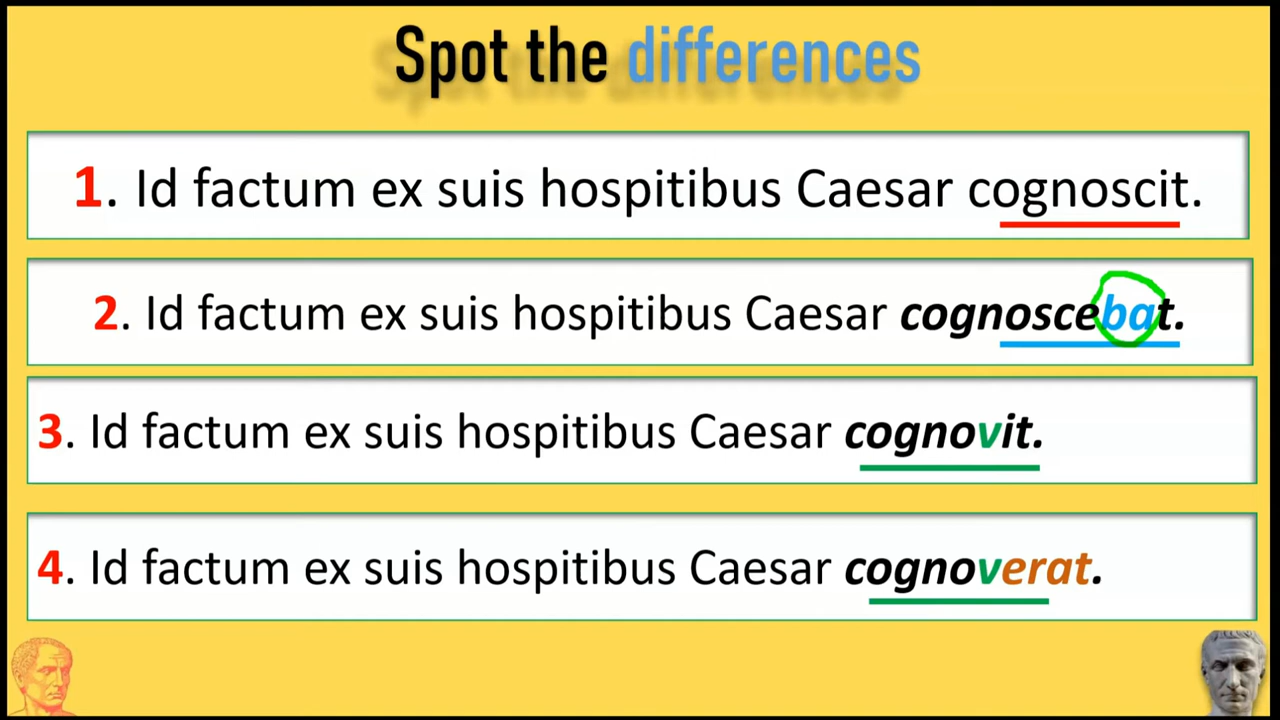 Spot the differences
1. Id factum ex suis hospitibus Caesar cognoscit.
2. Id factum ex suis hospitibus Caesar cognoscebat.
3. Id factum ex suis hospitibus Caesar cognovit.
4. Id factum ex suis hospitibus Caesar cognoverat.